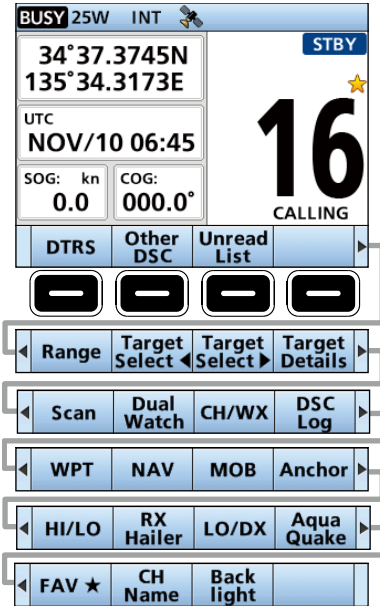 BUSY 25W INT
STBY
34°37.3745N
135°34.3173E
UTC
NOV/10 06:45
SOG: kn
0.0
COG:
000.0°
16
CALLING
DTRS
Other
DSC
Unread
List
Range
Target
Select ◀
Target
Select ▶
Target
Details
Scan
Dual
Watch
CH/WX
DSC
Log
WPT
NAV
MOB
Anchor
HI/LO
RX
Hailer
LO/DX
Aqua
Quake
FAV ★
CH
Name
Back
light